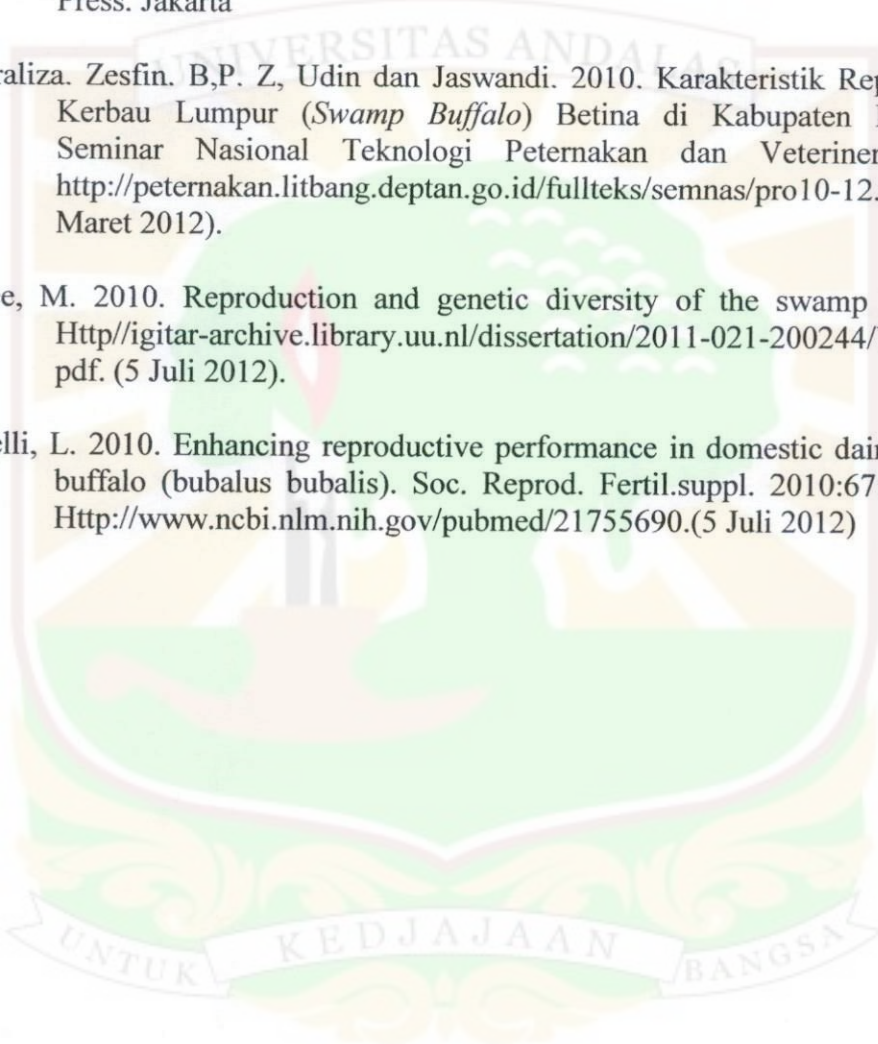 Press. Jakarta
UNIVERSITAS ANDALAS
raliza. Zesfin. B,P. Z, Udin dan Jaswandi. 2010. Karakteristik Rep
Kerbau Lumpur (Swamp Buffalo) Betina di Kabupaten
Seminar Nasional Teknologi Peternakan dan Veteriner
http://peternakan.litbang.deptan.go.id/fullteks/semnas/pro10-12.
Maret 2012).
e, M. 2010. Reproduction and genetic diversity of the swamp
Http//igitar-archive.library.uu.nl/dissertation/2011-021-200244/
pdf. (5 Juli 2012).
elli, L. 2010. Enhancing reproductive performance in domestic dair
buffalo (bubalus bubalis). Soc. Reprod. Fertil.suppl. 2010:67
Http://www.ncbi.nlm.nih.gov/pubmed/21755690.(5 Juli 2012)
UNTUK KEDJAJAAN BANGSA